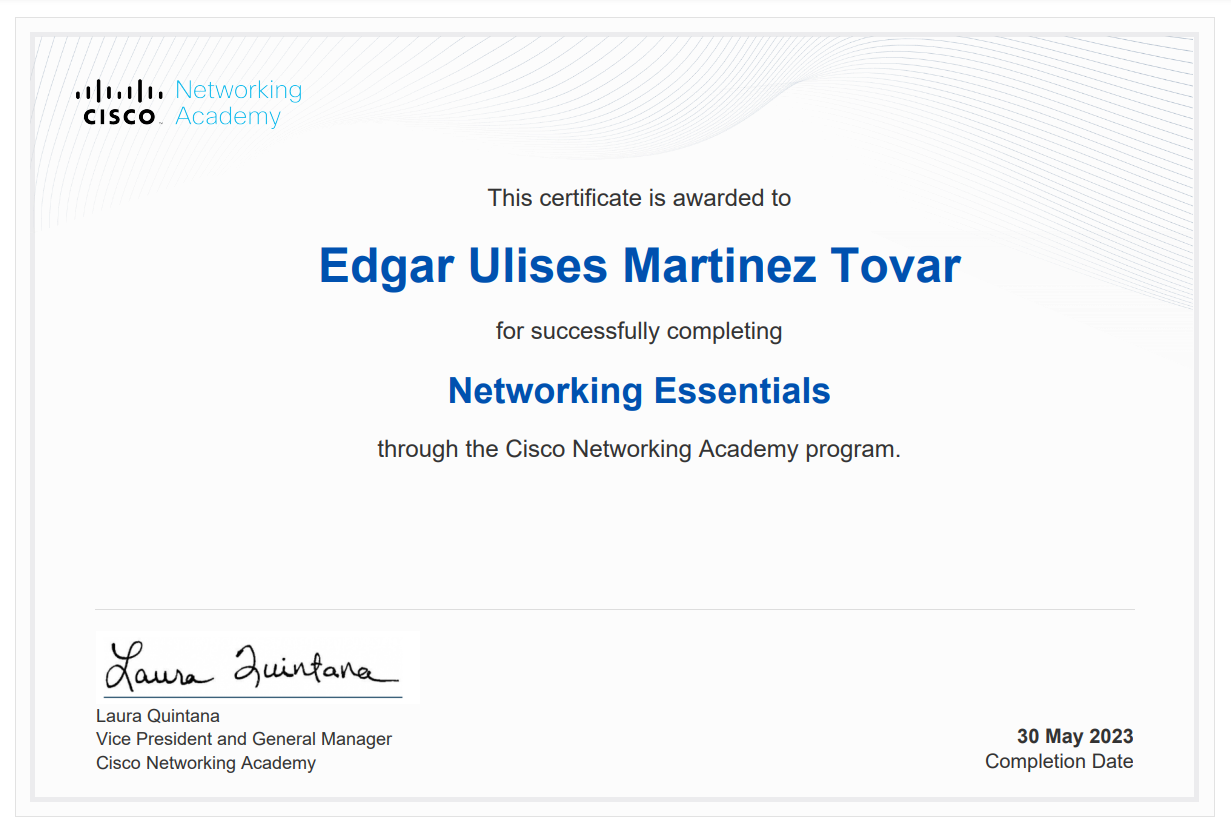 Networking
CISCO Academy
This certificate is awarded to
Edgar Ulises Martinez Tovar
for successfully completing
Networking Essentials
through the Cisco Networking Academy program.
Laura Quintana
Laura Quintana
Vice President and General Manager
Cisco Networking Academy
30 May 2023
Completion Date